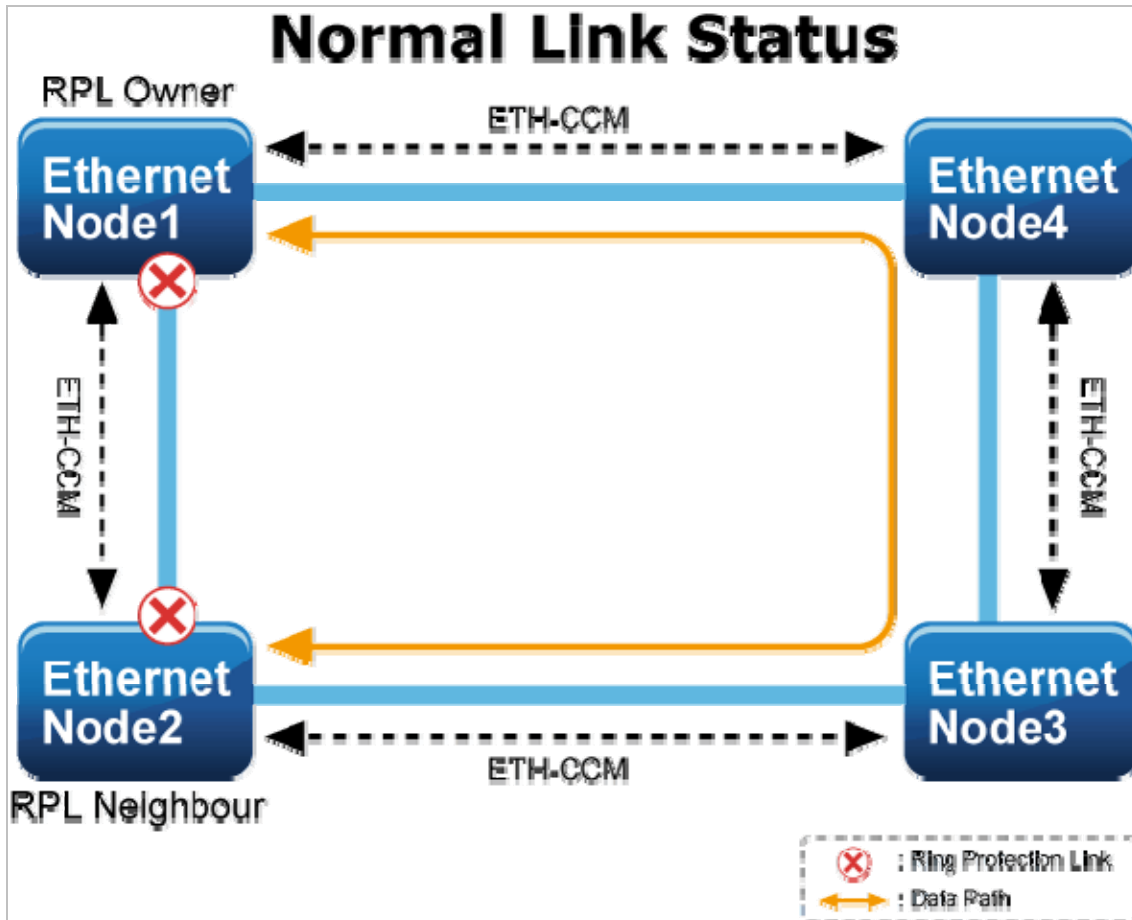 Normal Link Status
RPL Owner
ETH-CCM
Ethernet
Node1
Ethernet
Node4
ETH-CCM
ETH-CCM
Ethernet
Node2
Ethernet
Node3
ETH-CCM
RPL Neighbour
: Ring Protection Link
: Data Path